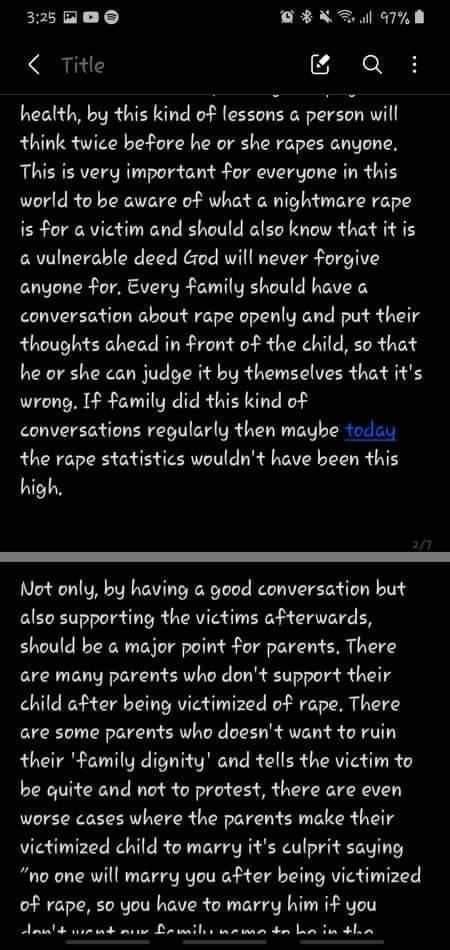 3:25
97%
Title
health, by this kind of lessons a person will
think twice before he or she rapes anyone.
This is very important for everyone in this
world to be aware of what a nightmare rape
is for a victim and should also know that it is
a vulnerable deed God will never forgive
anyone for. Every family should have a
conversation about rape openly and put their
thoughts ahead in front of the child, so that
he or she can judge it by themselves that it's
wrong. If family did this kind of
conversations regularly then maybe today
the rape statistics wouldn't have been this
high.
2/7
Not only, by having a good conversation but
also supporting the victims afterwards,
should be a major point for parents. There
are many parents who don't support their
child after being victimized of rape. There
are some parents who doesn't want to ruin
their 'family dignity' and tells the victim to
be quite and not to protest, there are even
worse cases where the parents make their
victimized child to marry it's culprit saying
"no one will marry you after being victimized
of rape, so you have to marry him if you
don't want our family name to be in the